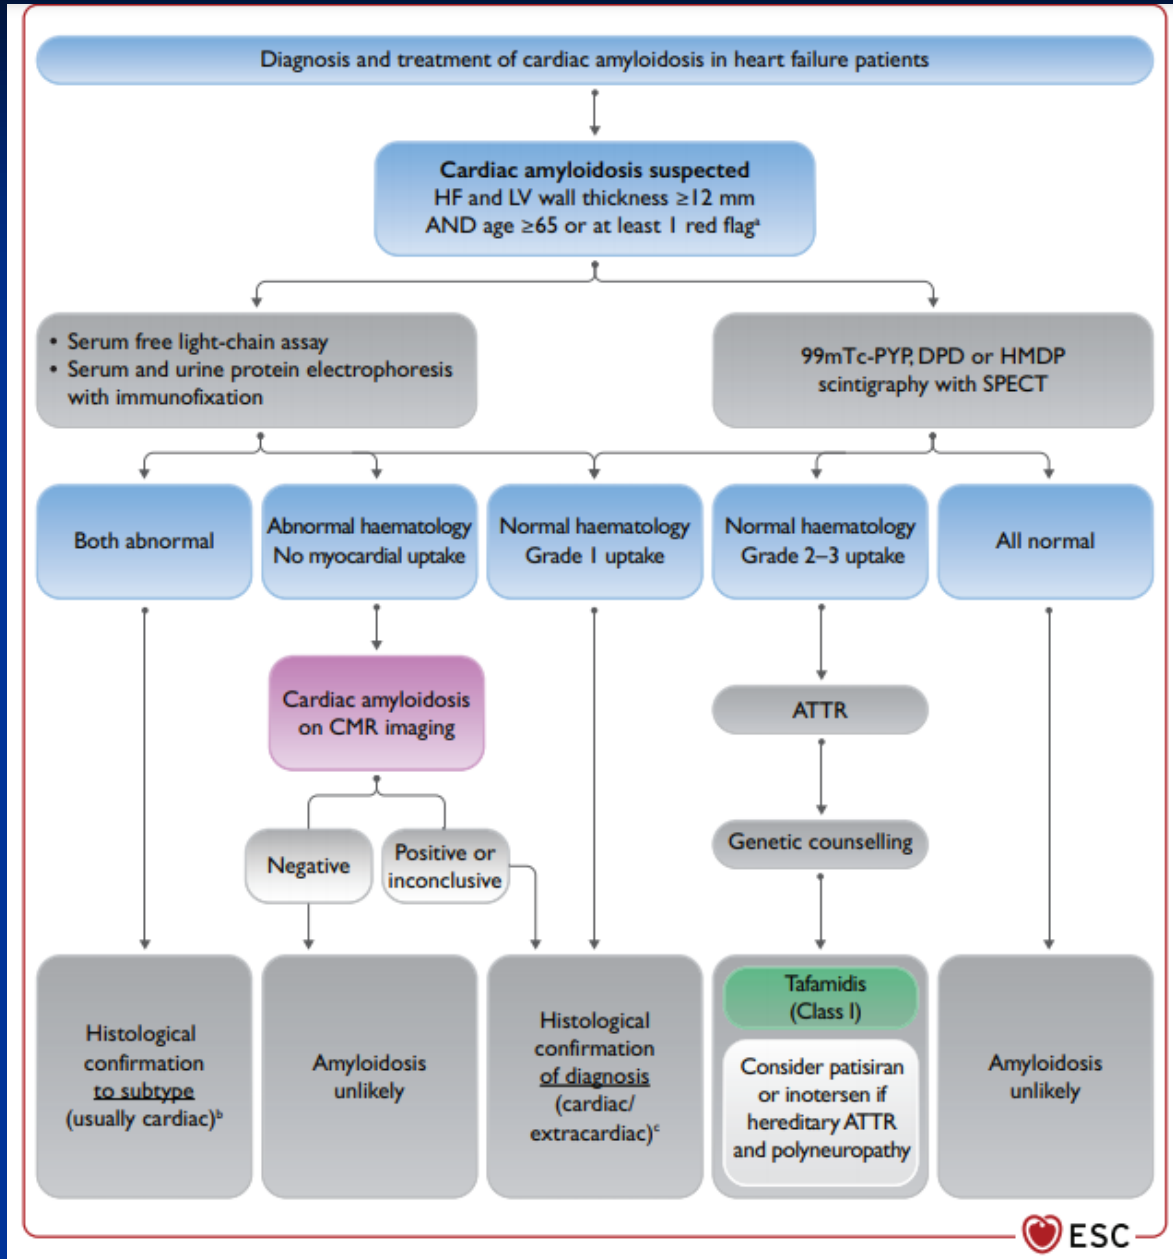 Diagnosis and treatment of cardiac amyloidosis in heart failure patients
Cardiac amyloidosis suspected
HF and LV wall thickness ≥12 mm
AND age ≥65 or at least 1 red flagᵃ
• Serum free light-chain assay
• Serum and urine protein electrophoresis
with immunofixation
99mTc-PYP, DPD or HMDP
scintigraphy with SPECT
Both abnormal
Abnormal haematology
No myocardial uptake
Normal haematology
Grade 1 uptake
Normal haematology
Grade 2–3 uptake
All normal
Cardiac amyloidosis
on CMR imaging
ATTR
Negative
Positive or
inconclusive
Genetic counselling
Histological
confirmation
to subtype
(usually cardiac)ᵇ
Amyloidosis
unlikely
Histological
confirmation
of diagnosis
(cardiac/
extracardiac)ᶜ
Tafamidis
(Class I)
Consider patisiran
or inotersen if
hereditary ATTR
and polyneuropathy
Amyloidosis
unlikely
ESC